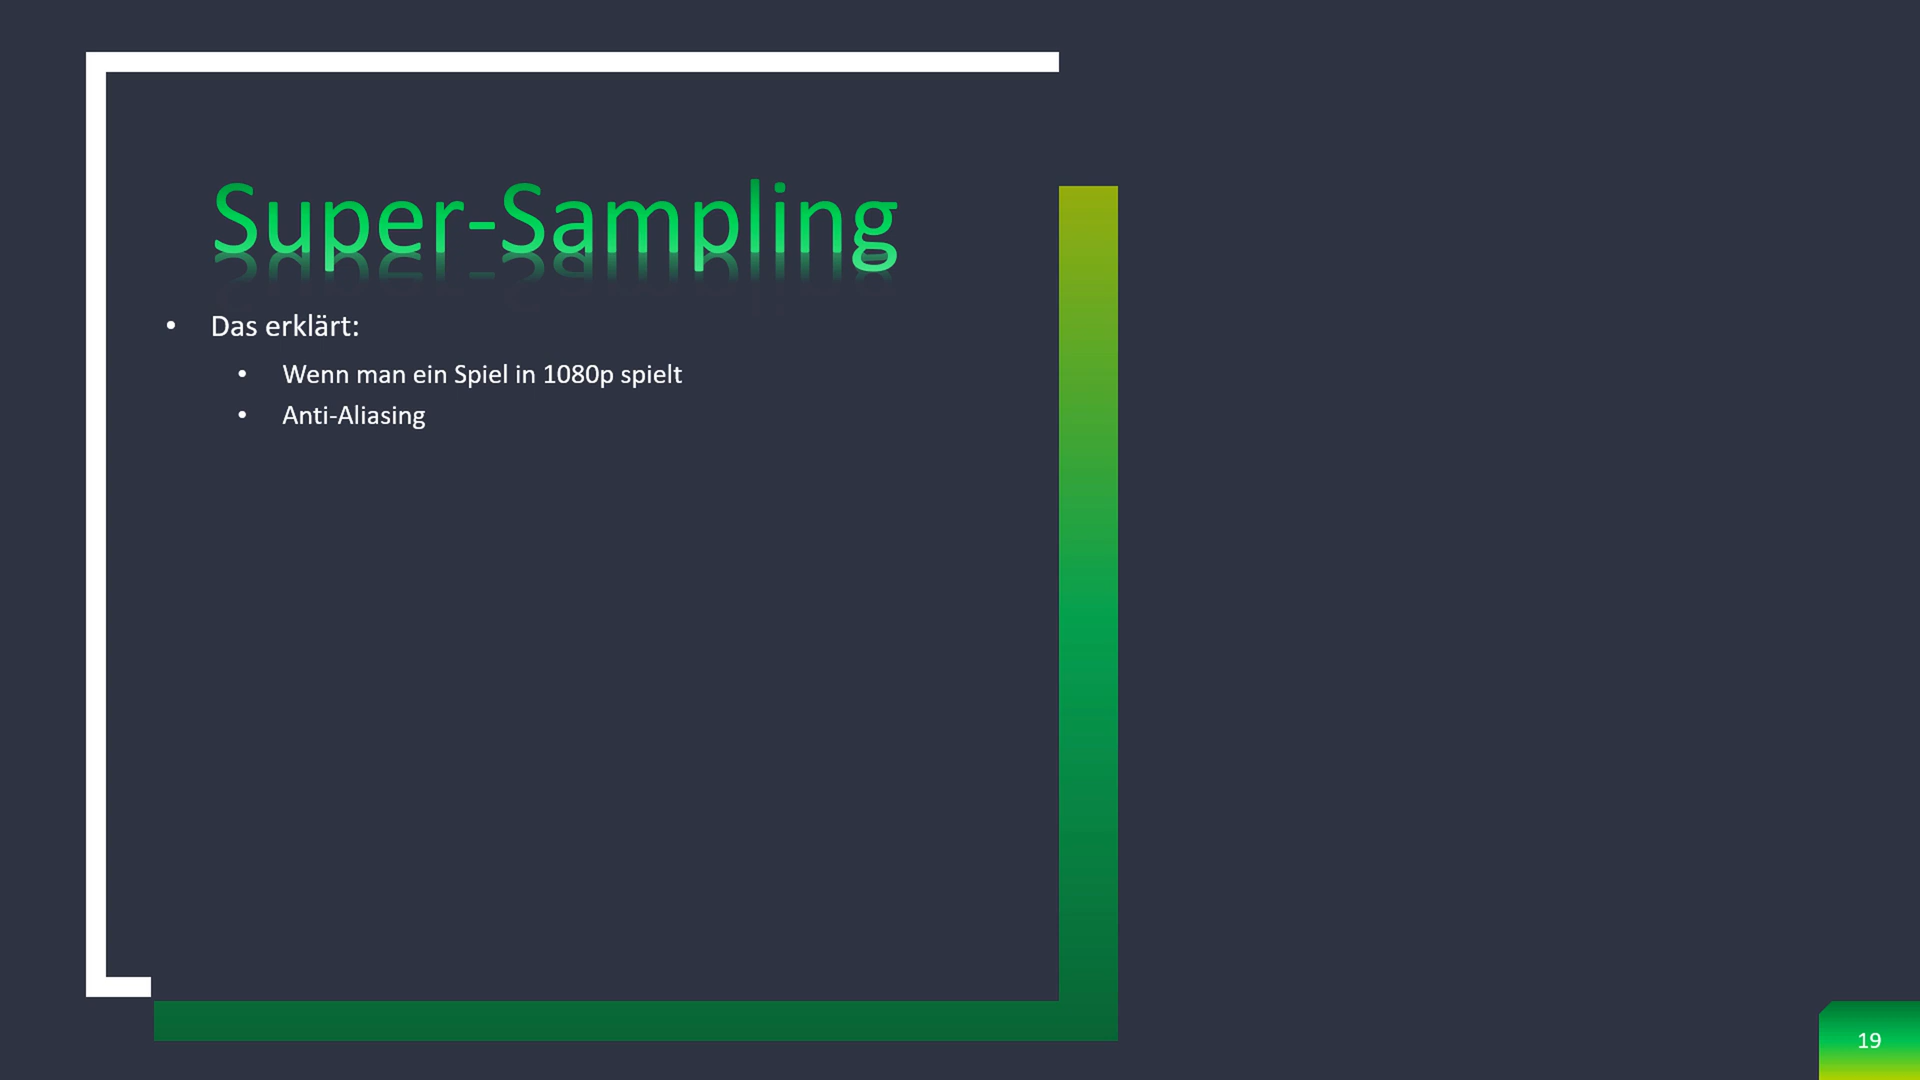 Super-Sampling
• Das erklärt:
• Wenn man ein Spiel in 1080p spielt
• Anti-Aliasing
19